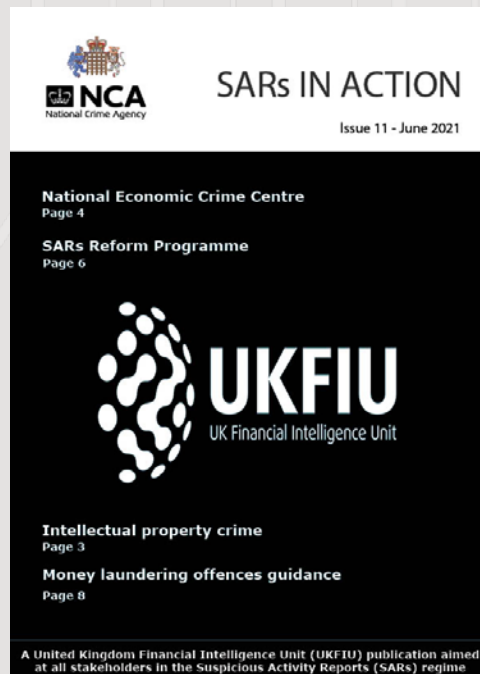 NCA
National Crime Agency
SARs IN ACTION
Issue 11 - June 2021
National Economic Crime Centre
Page 4
SARs Reform Programme
Page 6
UKFIU
UK Financial Intelligence Unit
Intellectual property crime
Page 3
Money laundering offences guidance
Page 8
A United Kingdom Financial Intelligence Unit (UKFIU) publication aimed
at all stakeholders in the Suspicious Activity Reports (SARs) regime